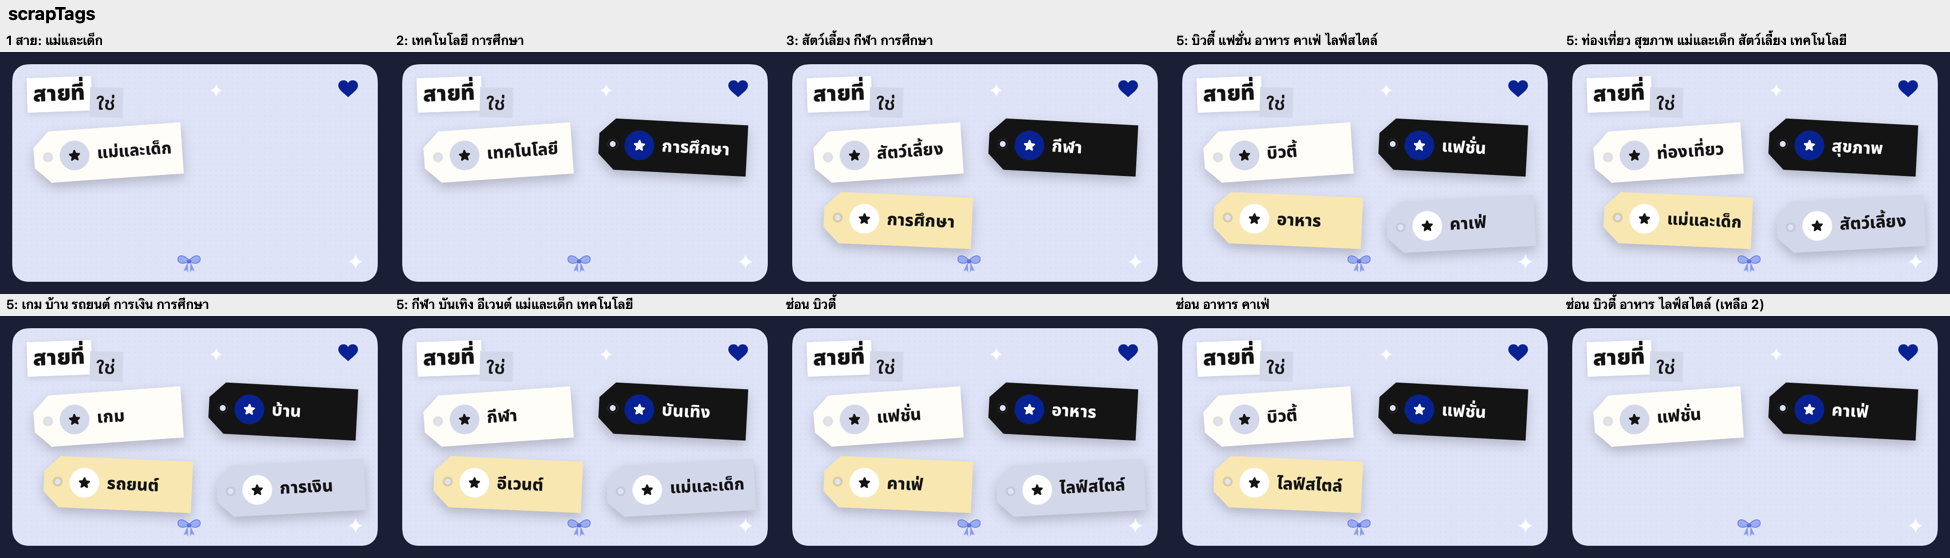 scrapTags
1 สาย: แม่และเด็ก
2: เทคโนโลยี การศึกษา
3: สัตว์เลี้ยง กีฬา การศึกษา
5: บิวตี้ แฟชั่น อาหาร คาเฟ่ ไลฟ์สไตล์
5: ท่องเที่ยว สุขภาพ แม่และเด็ก สัตว์เลี้ยง เทคโนโลยี
สายที่
ใช่
แม่และเด็ก
สายที่
ใช่
เทคโนโลยี
การศึกษา
สายที่
ใช่
สัตว์เลี้ยง
กีฬา
การศึกษา
สายที่
ใช่
บิวตี้
แฟชั่น
อาหาร
คาเฟ่
สายที่
ใช่
ท่องเที่ยว
สุขภาพ
แม่และเด็ก
สัตว์เลี้ยง
5: เกม บ้าน รถยนต์ การเงิน การศึกษา
5: กีฬา บันเทิง อีเวนต์ แม่และเด็ก เทคโนโลยี
ซ่อน บิวตี้
ซ่อน อาหาร คาเฟ่
ซ่อน บิวตี้ อาหาร ไลฟ์สไตล์ (เหลือ 2)
สายที่
ใช่
เกม
บ้าน
รถยนต์
การเงิน
สายที่
ใช่
กีฬา
บันเทิง
อีเวนต์
แม่และเด็ก
สายที่
ใช่
แฟชั่น
อาหาร
คาเฟ่
ไลฟ์สไตล์
สายที่
ใช่
บิวตี้
แฟชั่น
ไลฟ์สไตล์
สายที่
ใช่
แฟชั่น
คาเฟ่